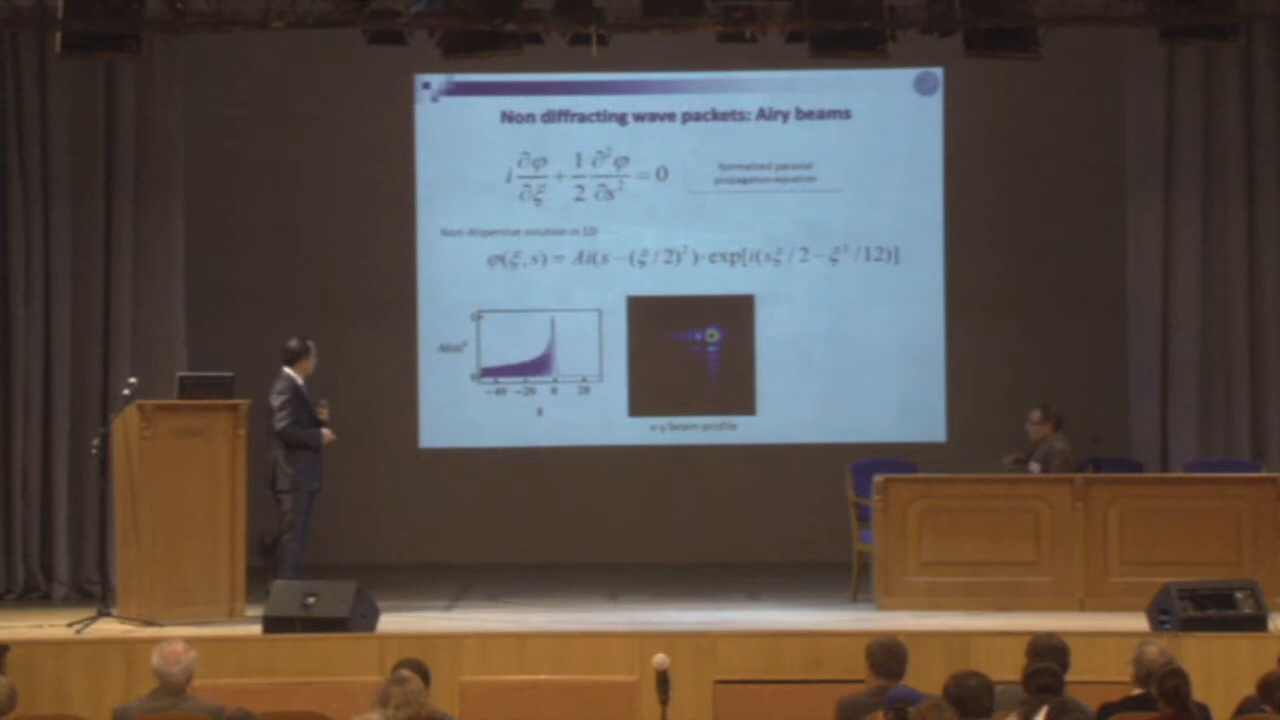 Non diffracting wave packets: Airy beams
i ∂φ/∂ξ + 1/2 ∂²φ/∂s² = 0
Normalized paraxial
propagation equation
Non dispersive solution in 1D
φ(ξ,s) = Ai(s−(ξ/2)²)·exp[i(sξ/2−ξ³/12)]
−40 −20 0 20
x-y beam profile